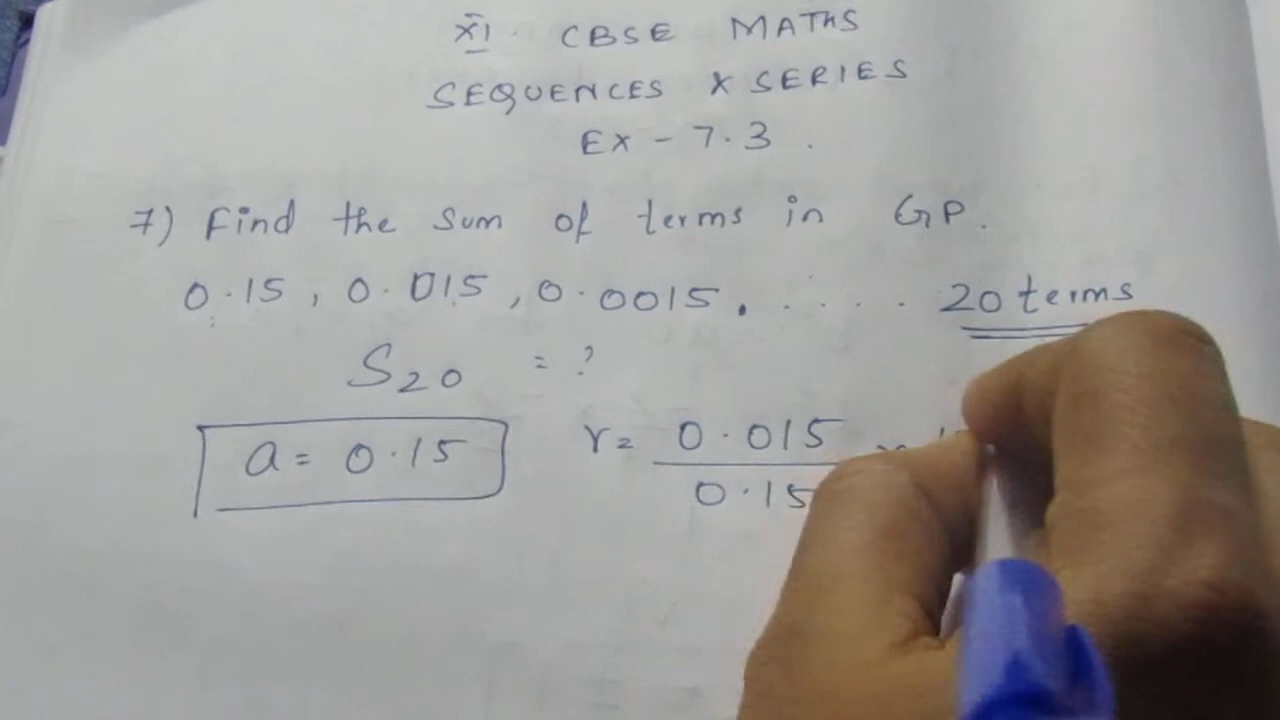 XI CBSE MATHS
SEQUENCES & SERIES
EX - 7.3.
7) Find the sum of terms in GP.
0.15, 0.015, 0.0015, . . . . 20 terms
S20 = ?
a = 0.15
r = 0.015
0.15